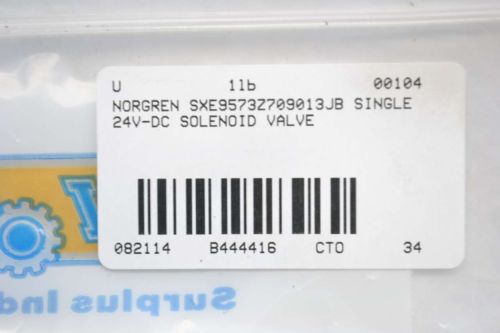 U 1lb 00104
NORGREN SXE9573Z709013JB SINGLE
24V-DC SOLENOID VALVE
082114 B444416 CTO 34
Surplus Ind